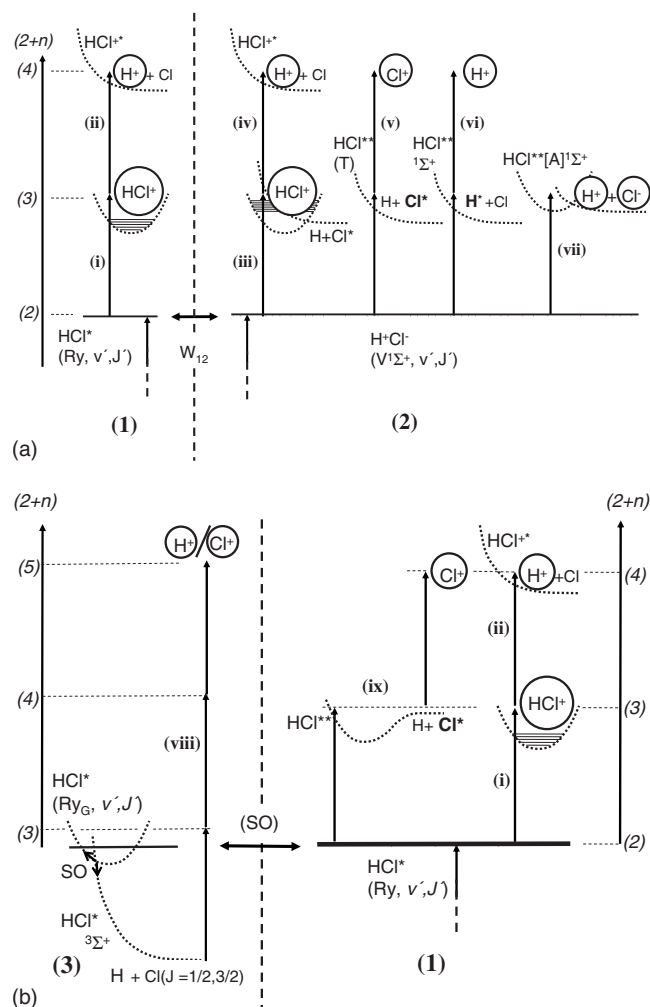 (2+n)
HCl⁺*
HCl⁺*
(4)
H⁺ + Cl
H⁺ + Cl
Cl⁺
H⁺
(ii)
(iv)
(v)
(vi)
HCl**
(T)
HCl**
¹Σ⁺
HCl**[A]¹Σ⁺
(3)
HCl⁺
HCl⁺
H+ Cl*
H* +Cl
H⁺ + Cl⁻
H+Cl*
(i)
(iii)
(vii)
(2)
HCl*
(Ry, v´,J´)
W₁₂
H⁺Cl⁻
(V¹Σ⁺, v´, J´)
(1)
(2)
(a)
(2+n)
(2+n)
H⁺/Cl⁺
HCl⁺*
(5)
Cl⁺
H⁺ +Cl
(4)
(ii)
(4)
(ix)
HCl⁺
(viii)
HCl**
H+ Cl*
(3)
HCl*
(Ry_G, v´,J´)
(i)
(3)
(SO)
(2)
SO
HCl*
(Ry, v´,J´)
HCl*
³Σ⁺
(3)
H + Cl(J =1/2,3/2)
(1)
(b)